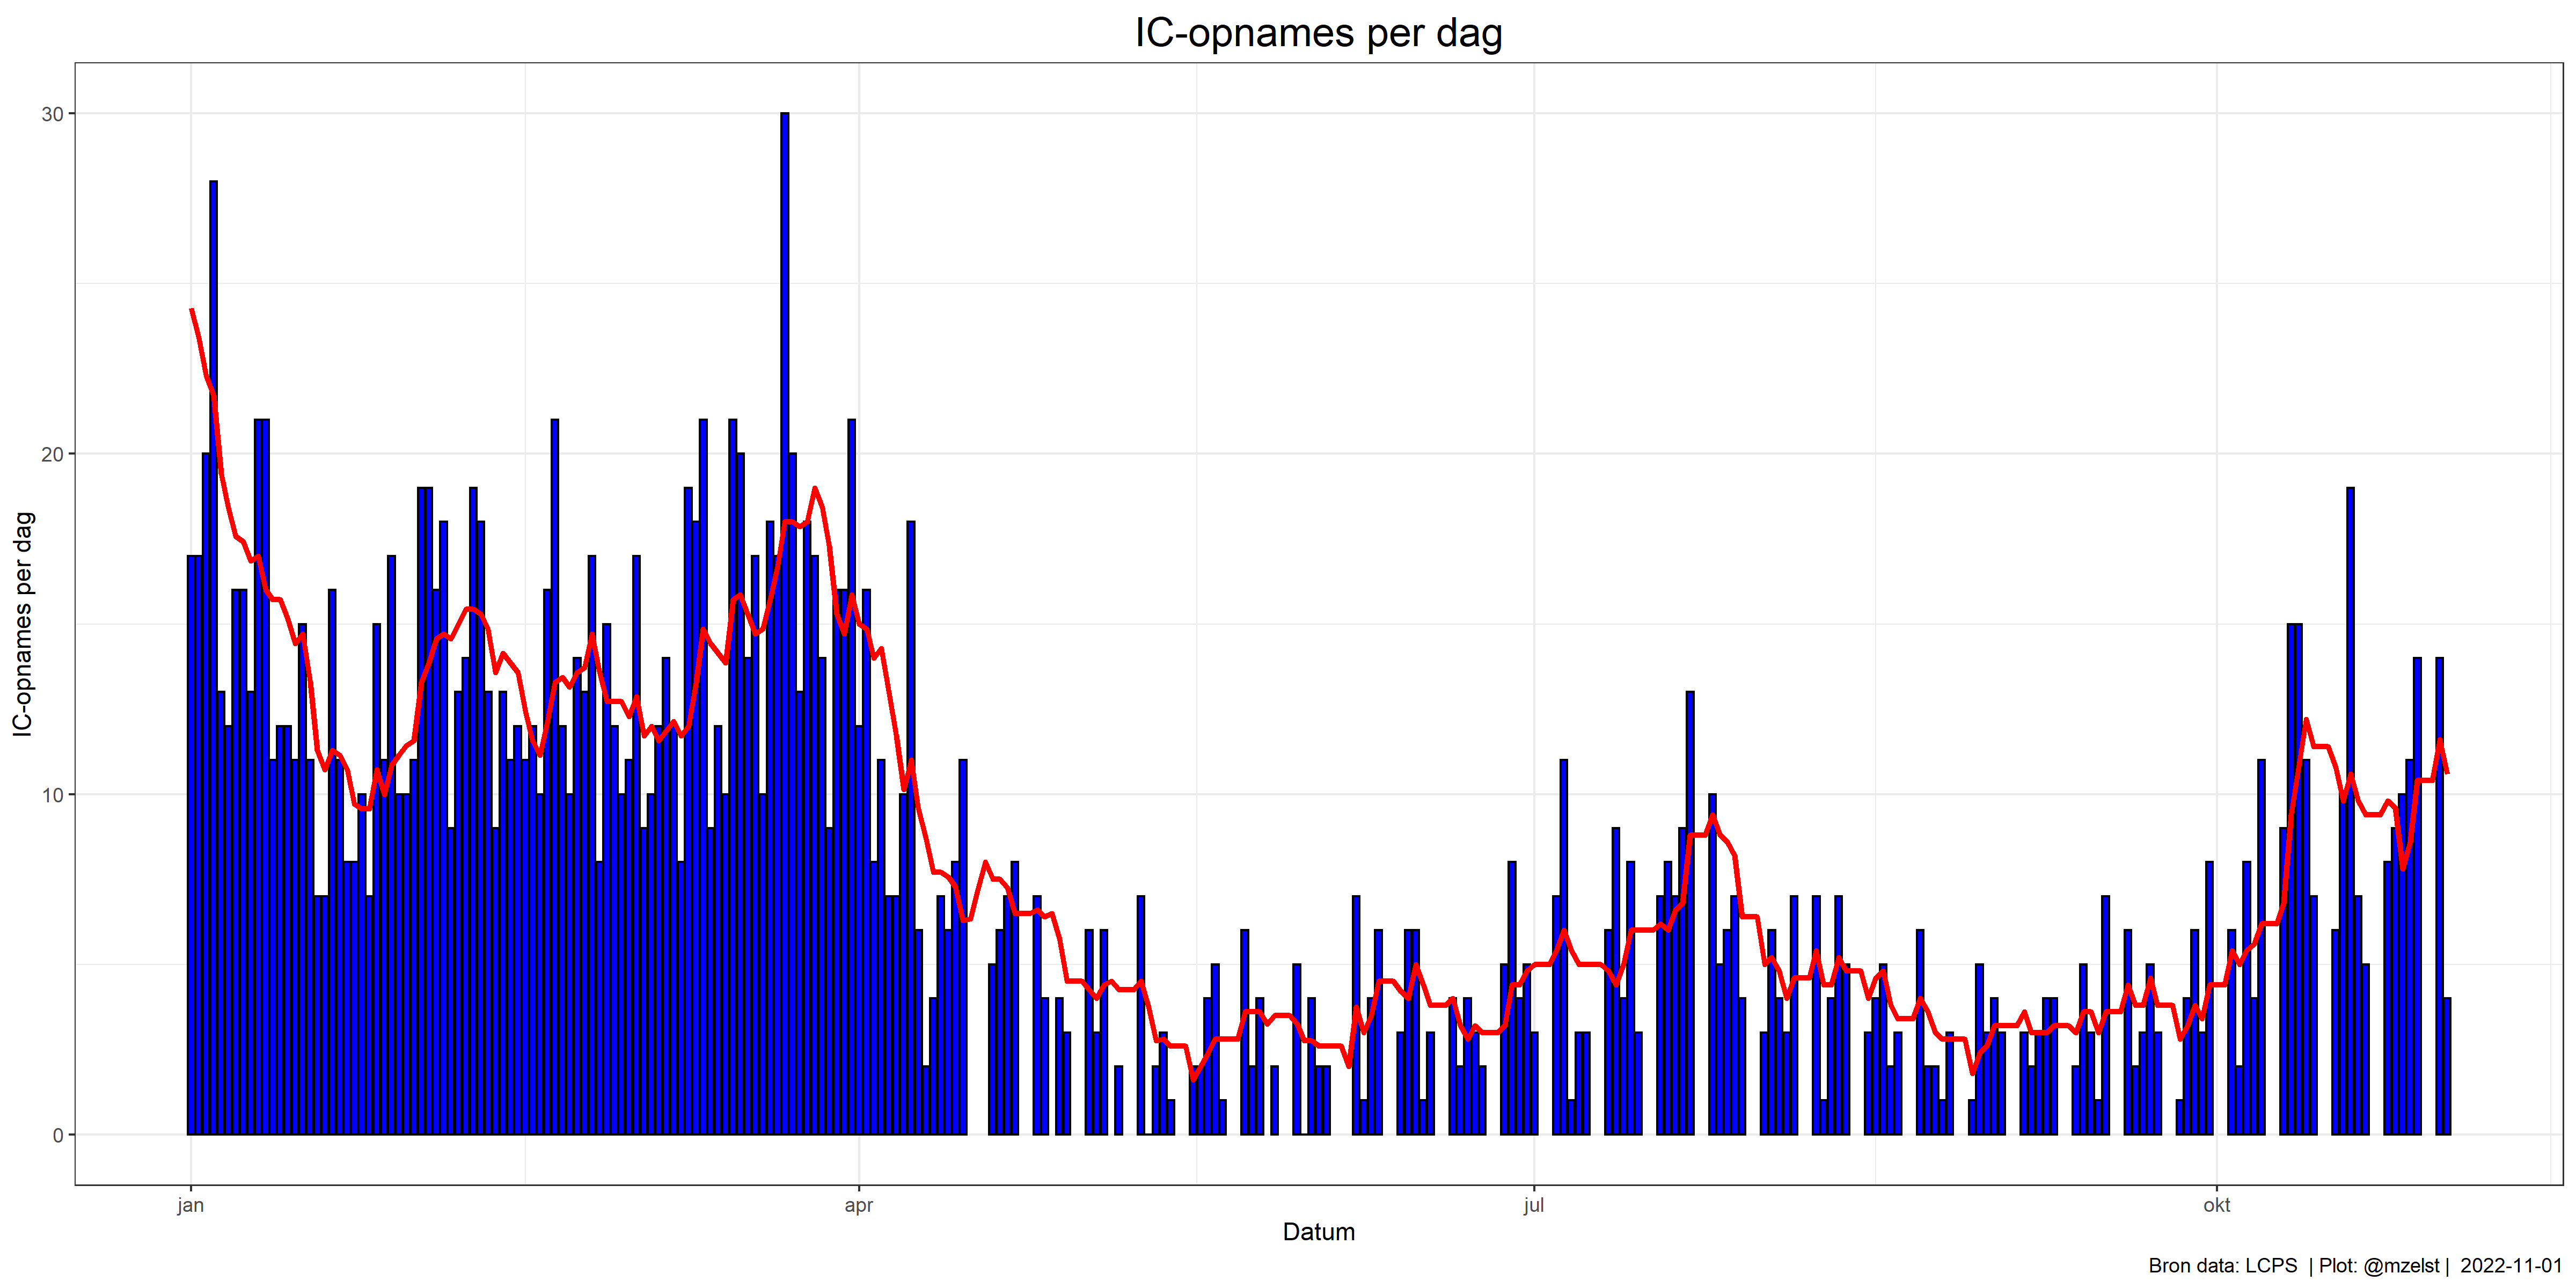 IC-opnames per dag
30
20
10
0
IC-opnames per dag
jan
apr
jul
okt
Datum
Bron data: LCPS | Plot: @mzelst | 2022-11-01